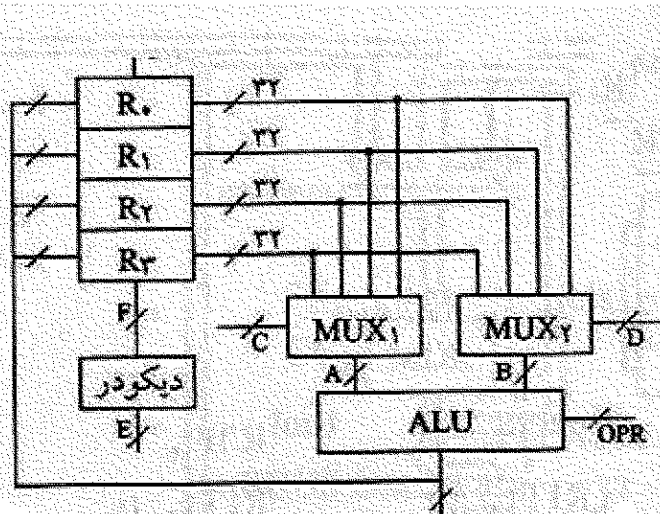 R۰ ۳۲
R۱ ۳۲
R۲ ۳۲
R۳ ۳۲
F
C MUX۱ MUX۲ D
دیکودر
A B
E ALU OPR